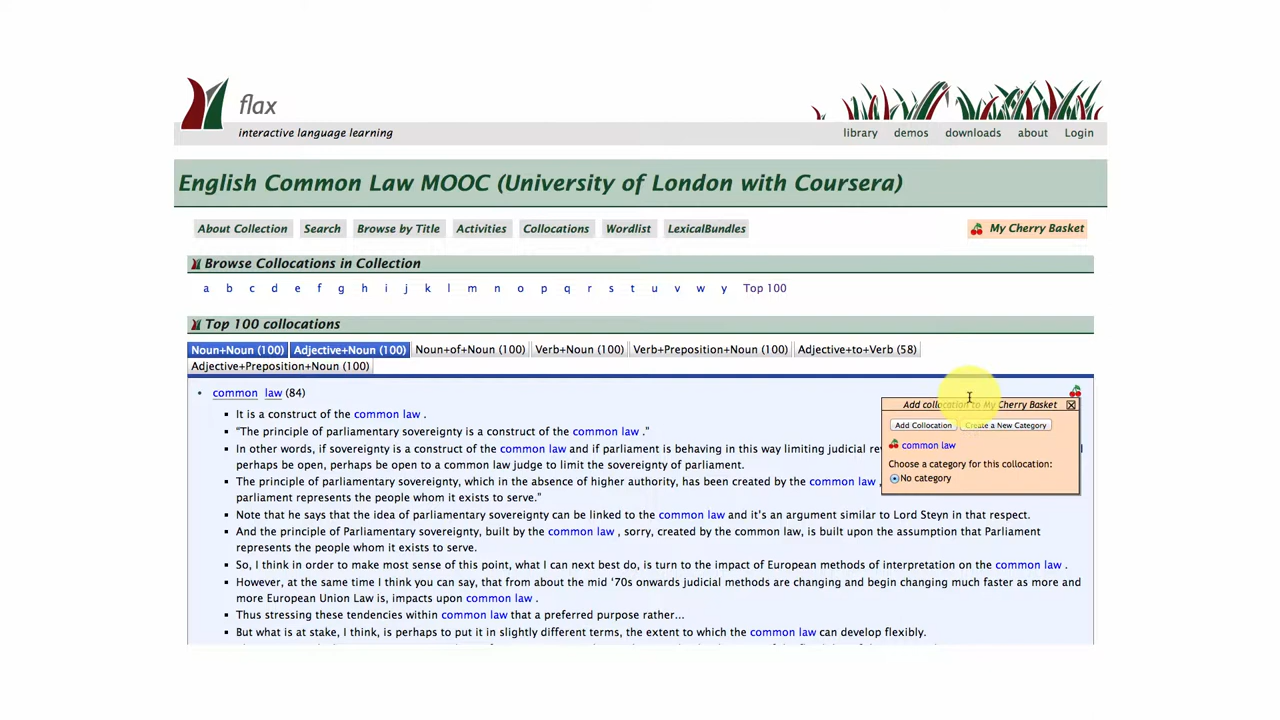 flax
interactive language learning
library demos downloads about Login
English Common Law MOOC (University of London with Coursera)
About Collection Search Browse by Title Activities Collocations Wordlist LexicalBundles My Cherry Basket
Browse Collocations in Collection
a b c d e f g h i j k l m n o p q r s t u v w y Top 100
Top 100 collocations
Noun+Noun (100) Adjective+Noun (100) Noun+of+Noun (100) Verb+Noun (100) Verb+Preposition+Noun (100) Adjective+to+Verb (58)
Adjective+Preposition+Noun (100)
common law (84)
It is a construct of the common law .
"The principle of parliamentary sovereignty is a construct of the common law ."
In other words, if sovereignty is a construct of the common law and if parliament is behaving in this way limiting judicial
perhaps be open, perhaps be open to a common law judge to limit the sovereignty of parliament.
The principle of parliamentary sovereignty, which in the absence of higher authority, has been created by the common law ,
parliament represents the people whom it exists to serve."
Note that he says that the idea of parliamentary sovereignty can be linked to the common law and it's an argument similar to Lord Steyn in that respect.
And the principle of Parliamentary sovereignty, built by the common law , sorry, created by the common law, is built upon the assumption that Parliament
represents the people whom it exists to serve.
So, I think in order to make most sense of this point, what I can next best do, is turn to the impact of European methods of interpretation on the common law .
However, at the same time I think you can say, that from about the mid '70s onwards judicial methods are changing and begin changing much faster as more and
more European Union Law is, impacts upon common law .
Thus stressing these tendencies within common law that a preferred purpose rather...
But what is at stake, I think, is perhaps to put it in slightly different terms, the extent to which the common law can develop flexibly.
Add collocation to My Cherry Basket
Add Collocation Create a New Category
common law
Choose a category for this collocation:
No category